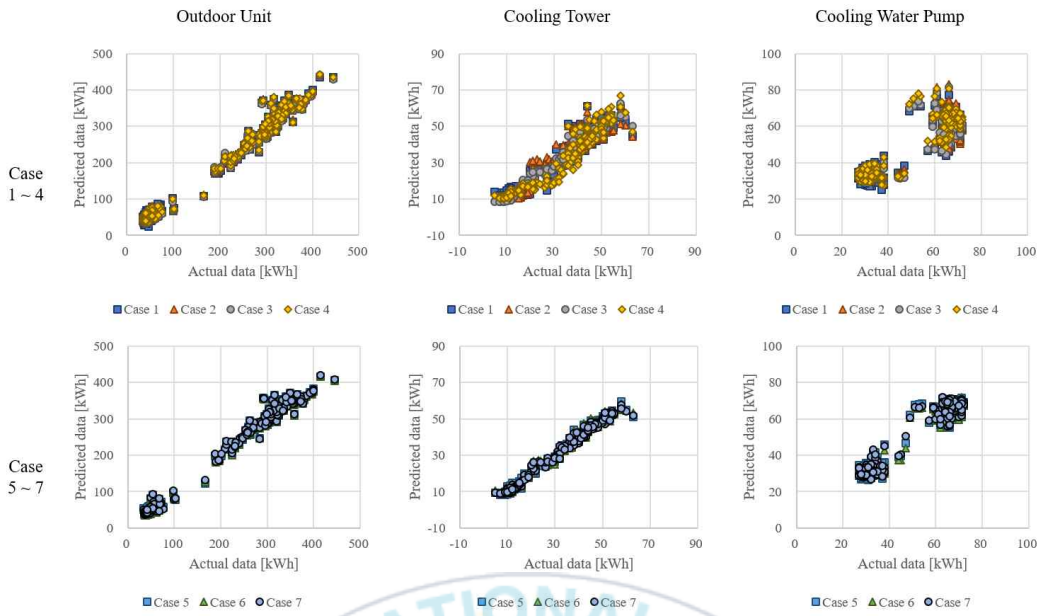 Outdoor Unit
Cooling Tower
Cooling Water Pump
Case
1 ~ 4
Predicted data [kWh]
500
400
300
200
100
0
0 100 200 300 400 500
Actual data [kWh]
Case 1 Case 2 Case 3 Case 4
Predicted data [kWh]
90
70
50
30
10
-10
-10 10 30 50 70 90
Actual data [kWh]
Case 1 Case 2 Case 3 Case 4
Predicted data [kWh]
100
80
60
40
20
0
0 20 40 60 80 100
Actual data [kWh]
Case 1 Case 2 Case 3 Case 4
Case
5 ~ 7
Predicted data [kWh]
500
400
300
200
100
0
0 100 200 300 400 500
Actual data [kWh]
Case 5 Case 6 Case 7
Predicted data [kWh]
90
70
50
30
10
-10
-10 10 30 50 70 90
Actual data [kWh]
Case 5 Case 6 Case 7
Predicted data [kWh]
100
80
60
40
20
0
0 20 40 60 80 100
Actual data [kWh]
Case 5 Case 6 Case 7